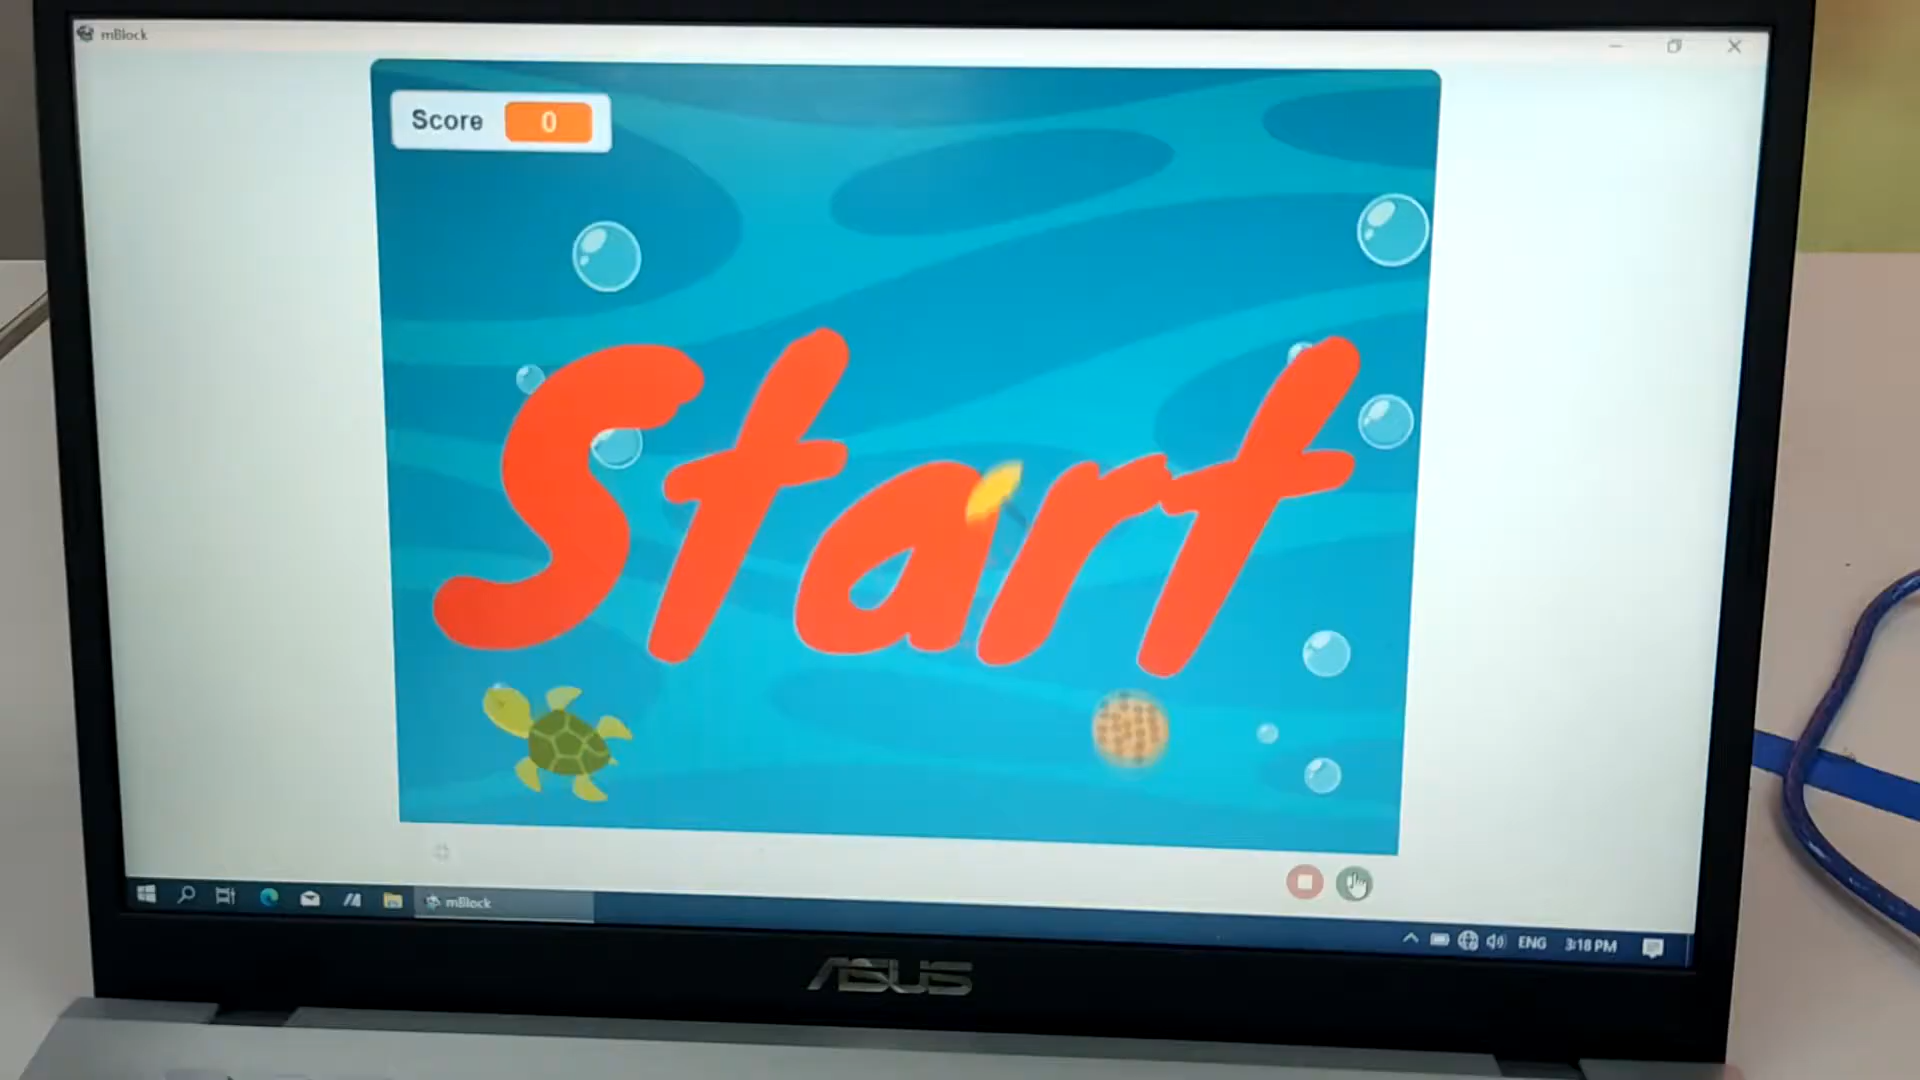 mBlock
Score 0
Start
mBlock
ENG 3:18 PM
ASUS